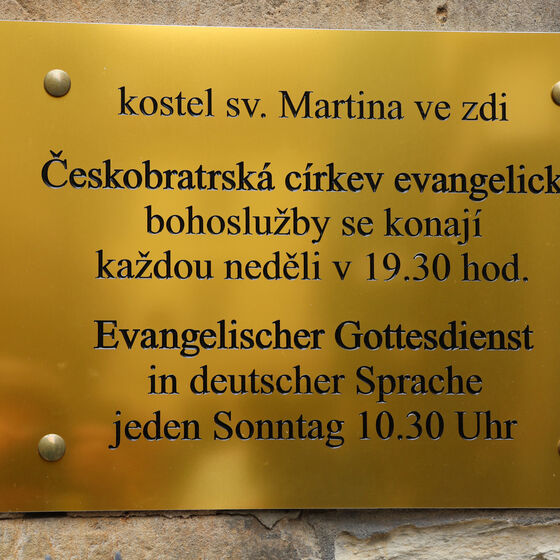 kostel sv. Martina ve zdi
Českobratrská církev evangelick
bohoslužby se konají
každou neděli v 19.30 hod.
Evangelischer Gottesdienst
in deutscher Sprache
jeden Sonntag 10.30 Uhr